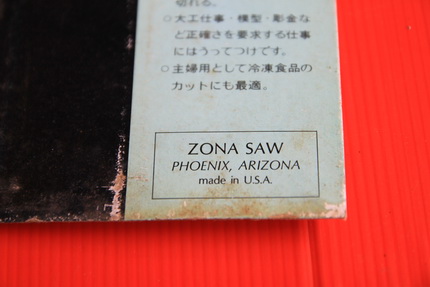 切れる。
○大工仕事・模型・彫金な
ど正確さを要求する仕事
にはうってつけです。
○主婦用として冷凍食品の
カットにも最適。
ZONA SAW
PHOENIX, ARIZONA
made in U.S.A.